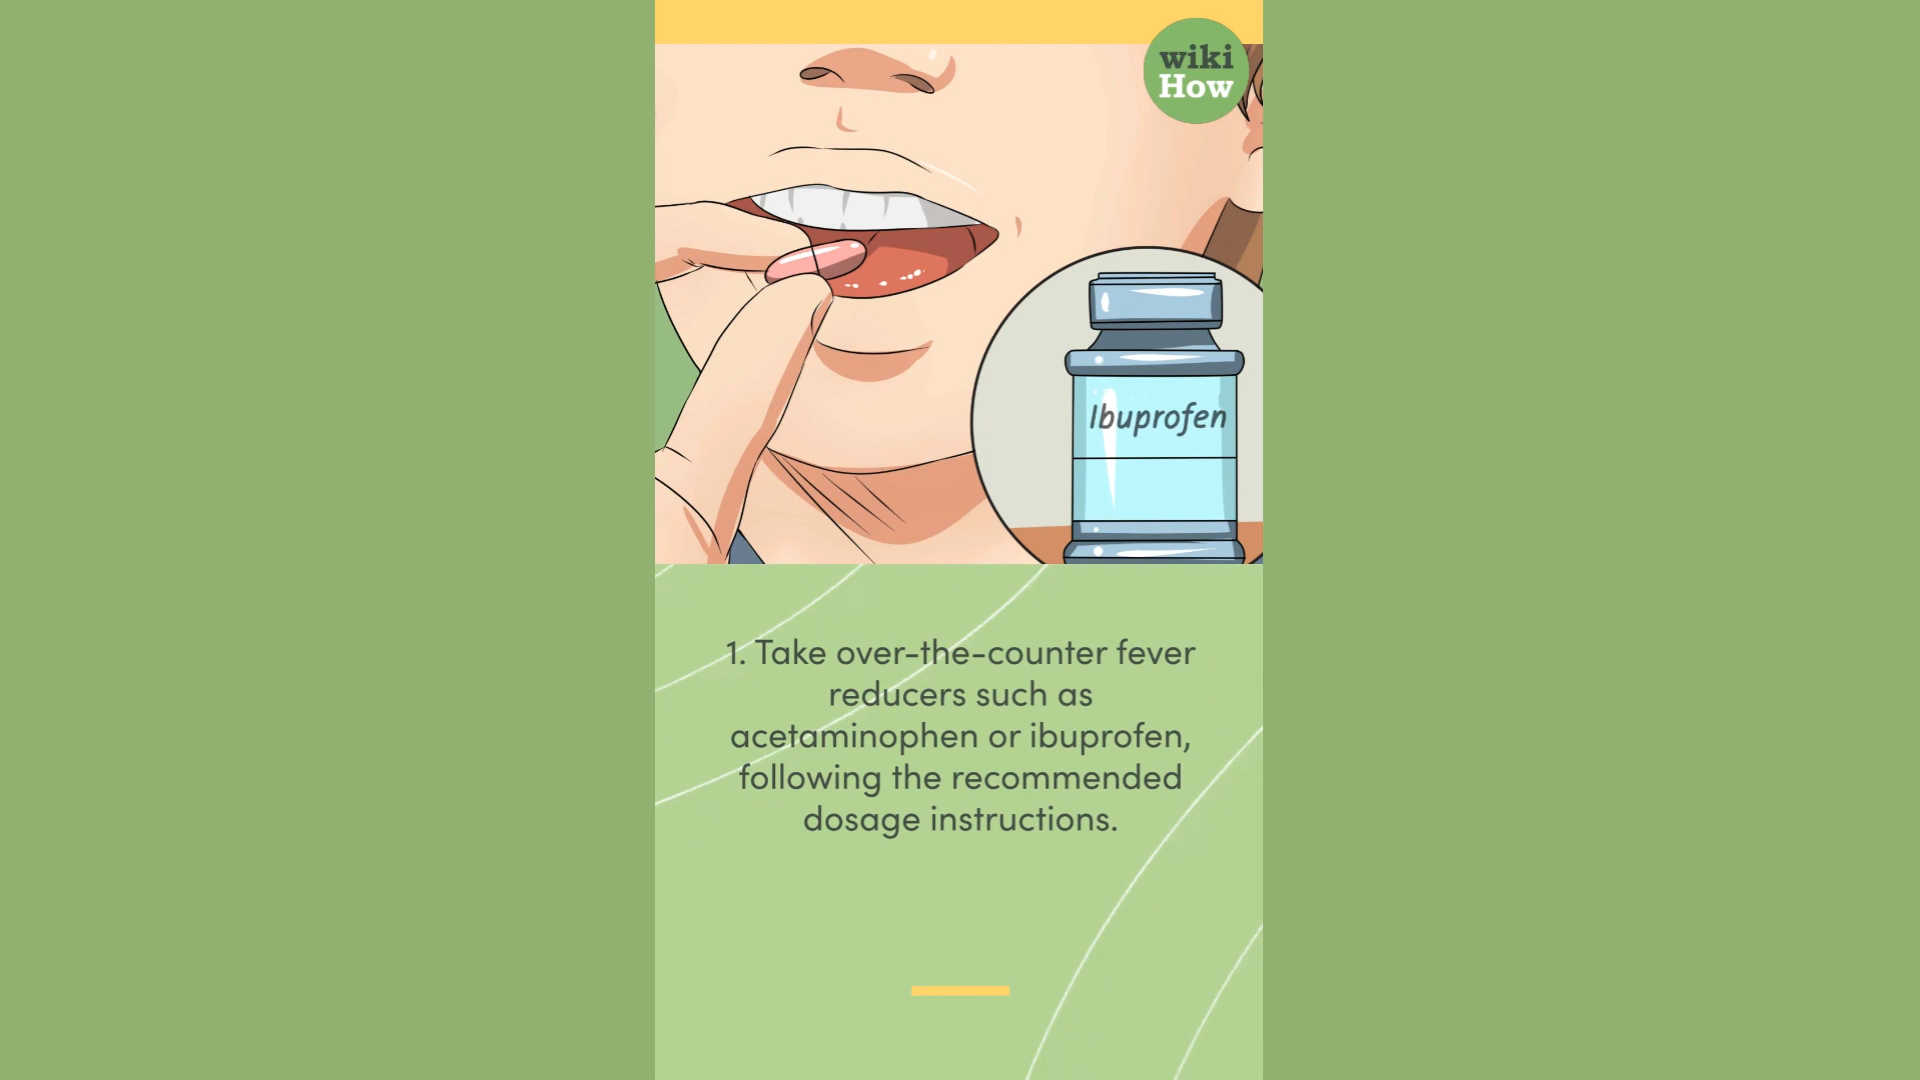 wiki
How
Ibuprofen
1. Take over-the-counter fever
reducers such as
acetaminophen or ibuprofen,
following the recommended
dosage instructions.